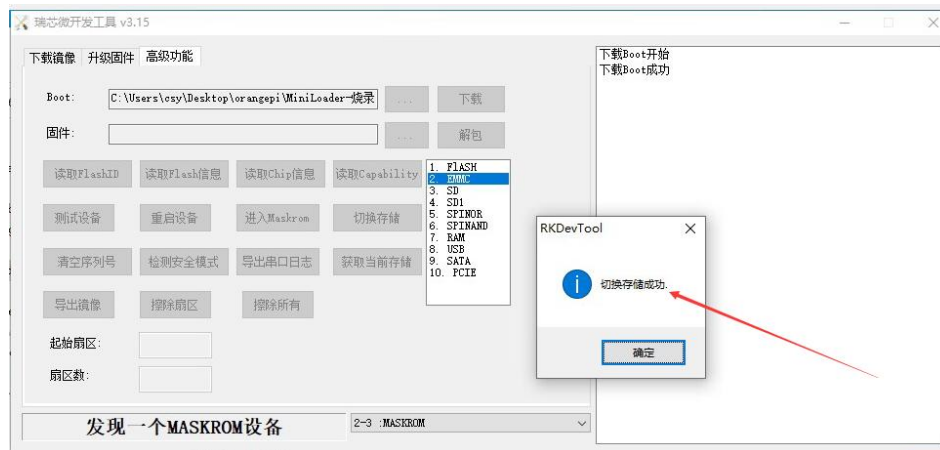 瑞芯微开发工具 v3.15
下载镜像 升级固件 高级功能
Boot: C:\Users\csy\Desktop\orangepi\MiniLoader-烧录 ... 下载
固件: ... 解包
读取FlashID 读取Flash信息 读取Chip信息 读取Capability
测试设备 重启设备 进入Maskrom 切换存储
清空序列号 检测安全模式 导出串口日志 获取当前存储
导出镜像 擦除扇区 擦除所有
起始扇区:
扇区数:
1. FlASH
2. EMMC
3. SD
4. SD1
5. SPINOR
6. SPINAND
7. RAM
8. USB
9. SATA
10. PCIE
发现一个MASKROM设备 2-3 :MASKROM
下载Boot开始
下载Boot成功
RKDevTool
切换存储成功.
确定